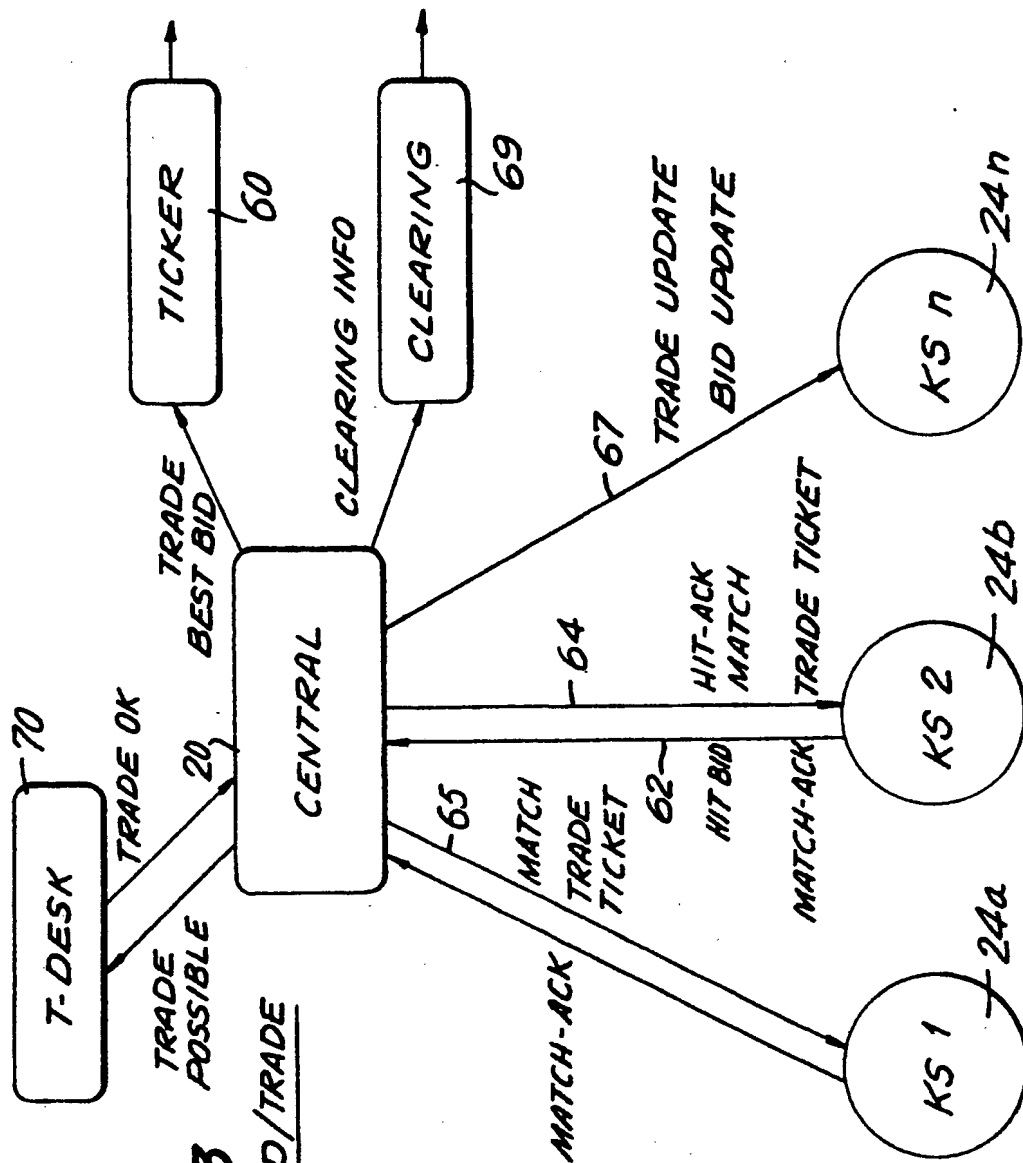 T-DESK
70
TRADE OK
TRADE
POSSIBLE
20
CENTRAL
TRADE
BEST BID
TICKER
60
CLEARING INFO
CLEARING
69
3
D/TRADE
65
MATCH
TRADE
TICKET
MATCH-ACK
KS 1
24a
62
HIT BID
MATCH-ACK
64
HIT-ACK
MATCH
TRADE TICKET
KS 2
24b
67
TRADE UPDATE
BID UPDATE
KS n
24n